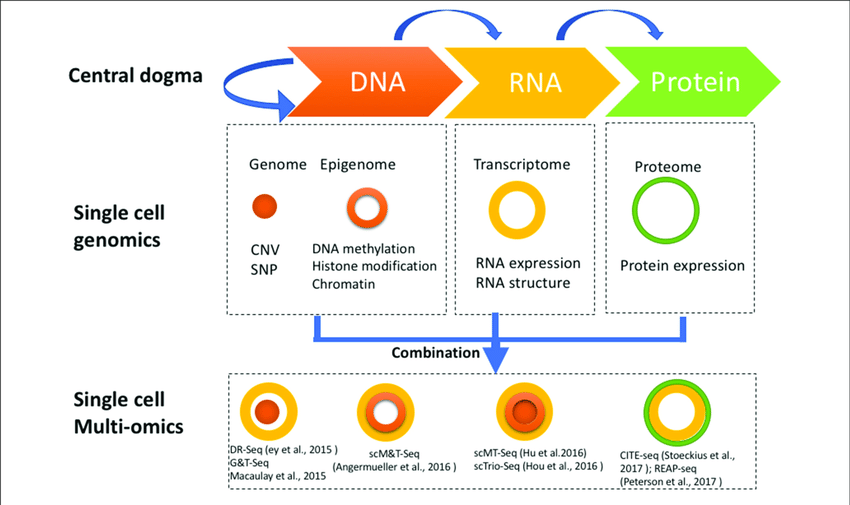 Central dogma
DNA
RNA
Protein
Single cell
genomics
Genome
CNV
SNP
Epigenome
DNA methylation
Histone modification
Chromatin
Transcriptome
RNA expression
RNA structure
Proteome
Protein expression
Combination
Single cell
Multi-omics
DR-Seq (ey et al., 2015 )
G&T-Seq
Macaulay et al., 2015
scM&T-Seq
(Angermueller et al., 2016 )
scMT-Seq (Hu et al.2016)
scTrio-Seq (Hou et al., 2016 )
CITE-seq (Stoeckius et al.,
2017 ); REAP-seq
(Peterson et al., 2017 )